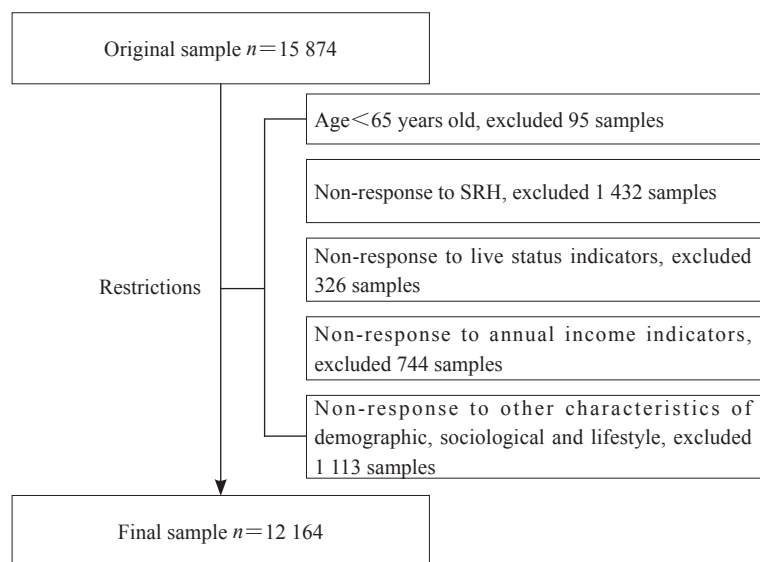 Original sample n＝15 874
Age＜65 years old, excluded 95 samples
Non-response to SRH, excluded 1 432 samples
Non-response to live status indicators, excluded
326 samples
Restrictions
Non-response to annual income indicators,
excluded 744 samples
Non-response to other characteristics of
demographic, sociological and lifestyle, excluded
1 113 samples
Final sample n＝12 164